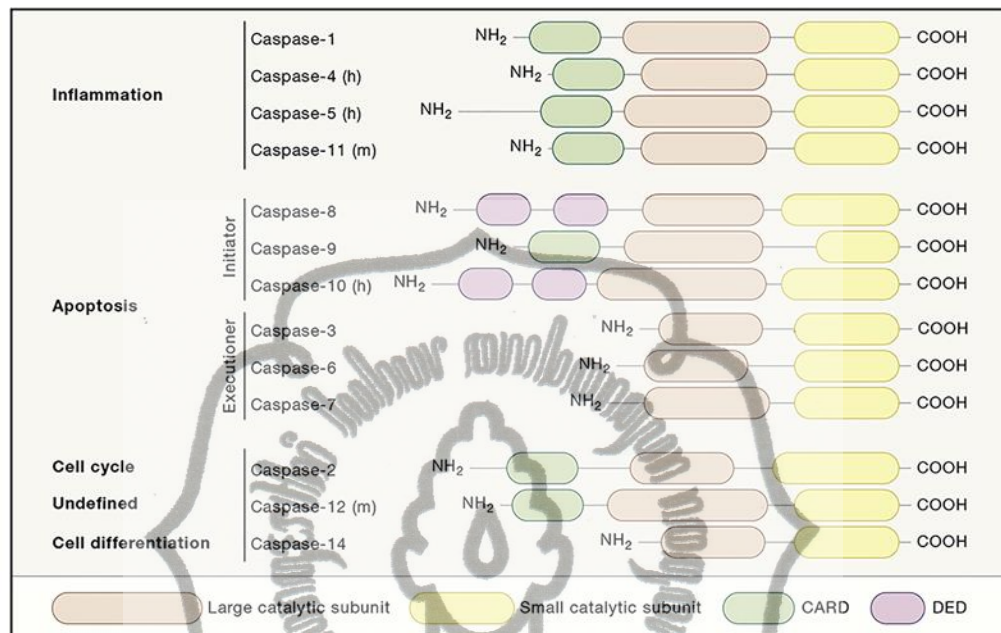 Caspase-1 NH₂ COOH
Caspase-4 (h) NH₂ COOH
Inflammation
Caspase-5 (h) NH₂ COOH
Caspase-11 (m) NH₂ COOH
Caspase-8 NH₂ COOH
Initiator
Caspase-9 NH₂ COOH
Caspase-10 (h) NH₂ COOH
Apoptosis
Caspase-3 NH₂ COOH
Executioner
Caspase-6 NH₂ COOH
Caspase-7 NH₂ COOH
Cell cycle Caspase-2 NH₂ COOH
Undefined Caspase-12 (m) NH₂ COOH
Cell differentiation Caspase-14 NH₂ COOH
Large catalytic subunit Small catalytic subunit CARD DED